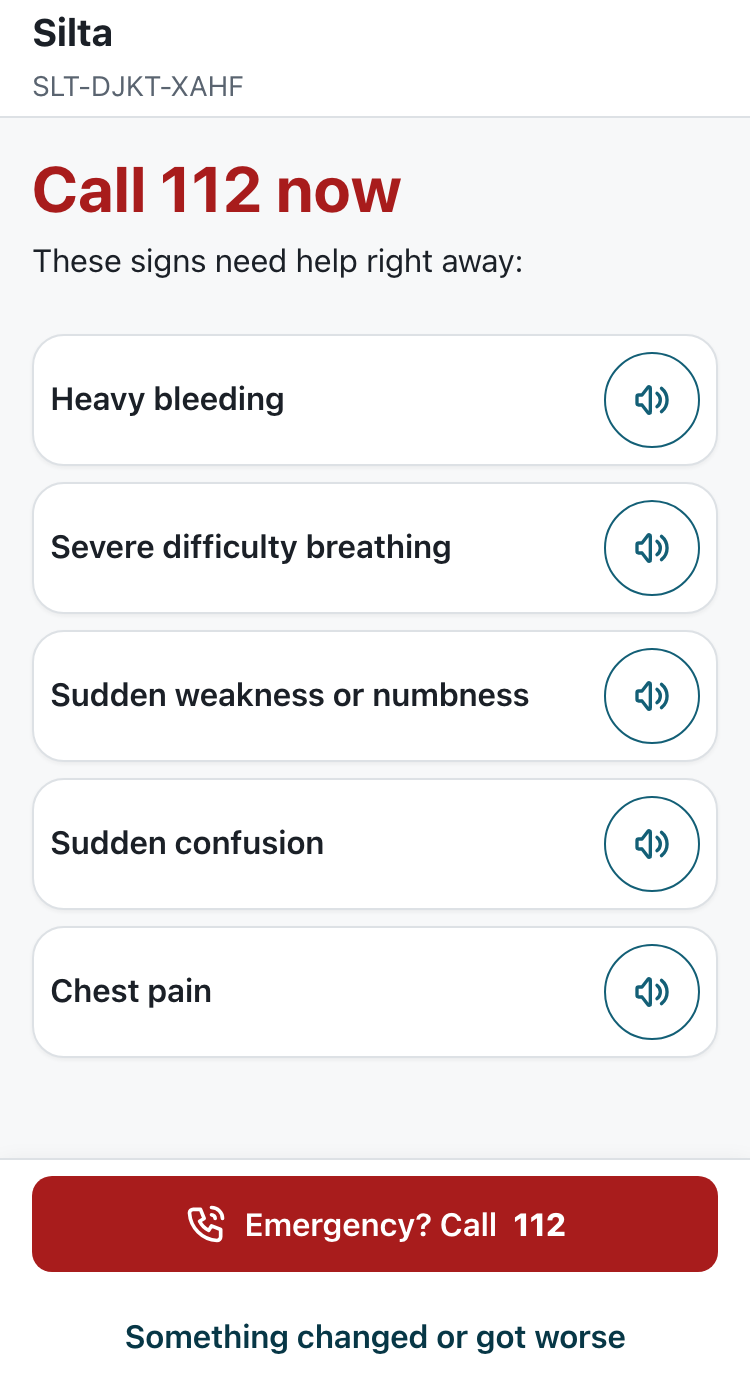 Silta
SLT-DJKT-XAHF
Call 112 now
These signs need help right away:
Heavy bleeding
Severe difficulty breathing
Sudden weakness or numbness
Sudden confusion
Chest pain
Emergency? Call 112
Something changed or got worse